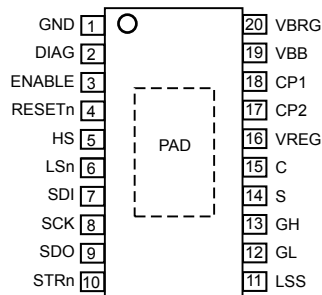 GND 1
DIAG 2
ENABLE 3
RESETn 4
HS 5
LSn 6
SDI 7
SCK 8
SDO 9
STRn 10
PAD
20 VBRG
19 VBB
18 CP1
17 CP2
16 VREG
15 C
14 S
13 GH
12 GL
11 LSS